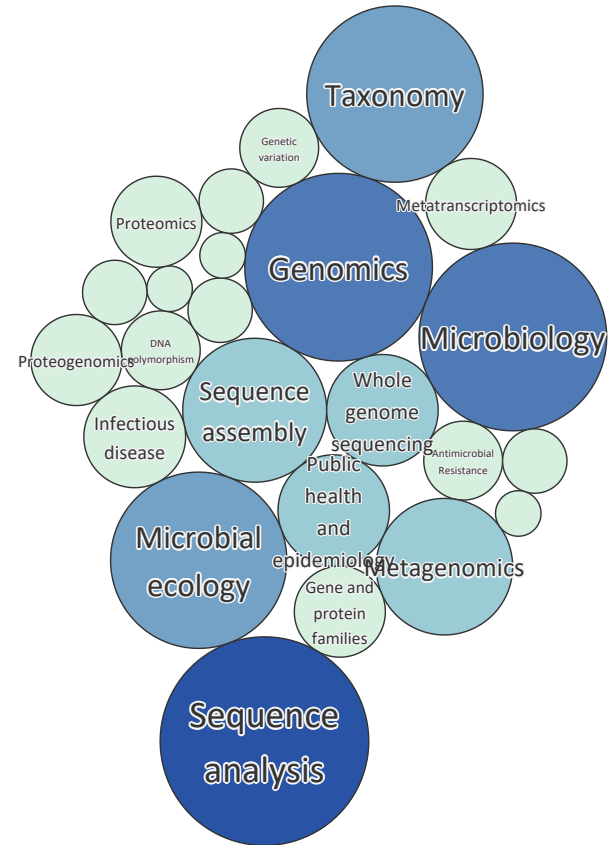 Taxonomy
Genetic
variation
Metatranscriptomics
Proteomics
Genomics
Microbiology
DNA
polymorphism
Proteogenomics
Sequence
assembly
Whole
genome
sequencing
Infectious
disease
Antimicrobial
Resistance
Public
health
and
epidemiology
Microbial
ecology
Metagenomics
Gene and
protein
families
Sequence
analysis